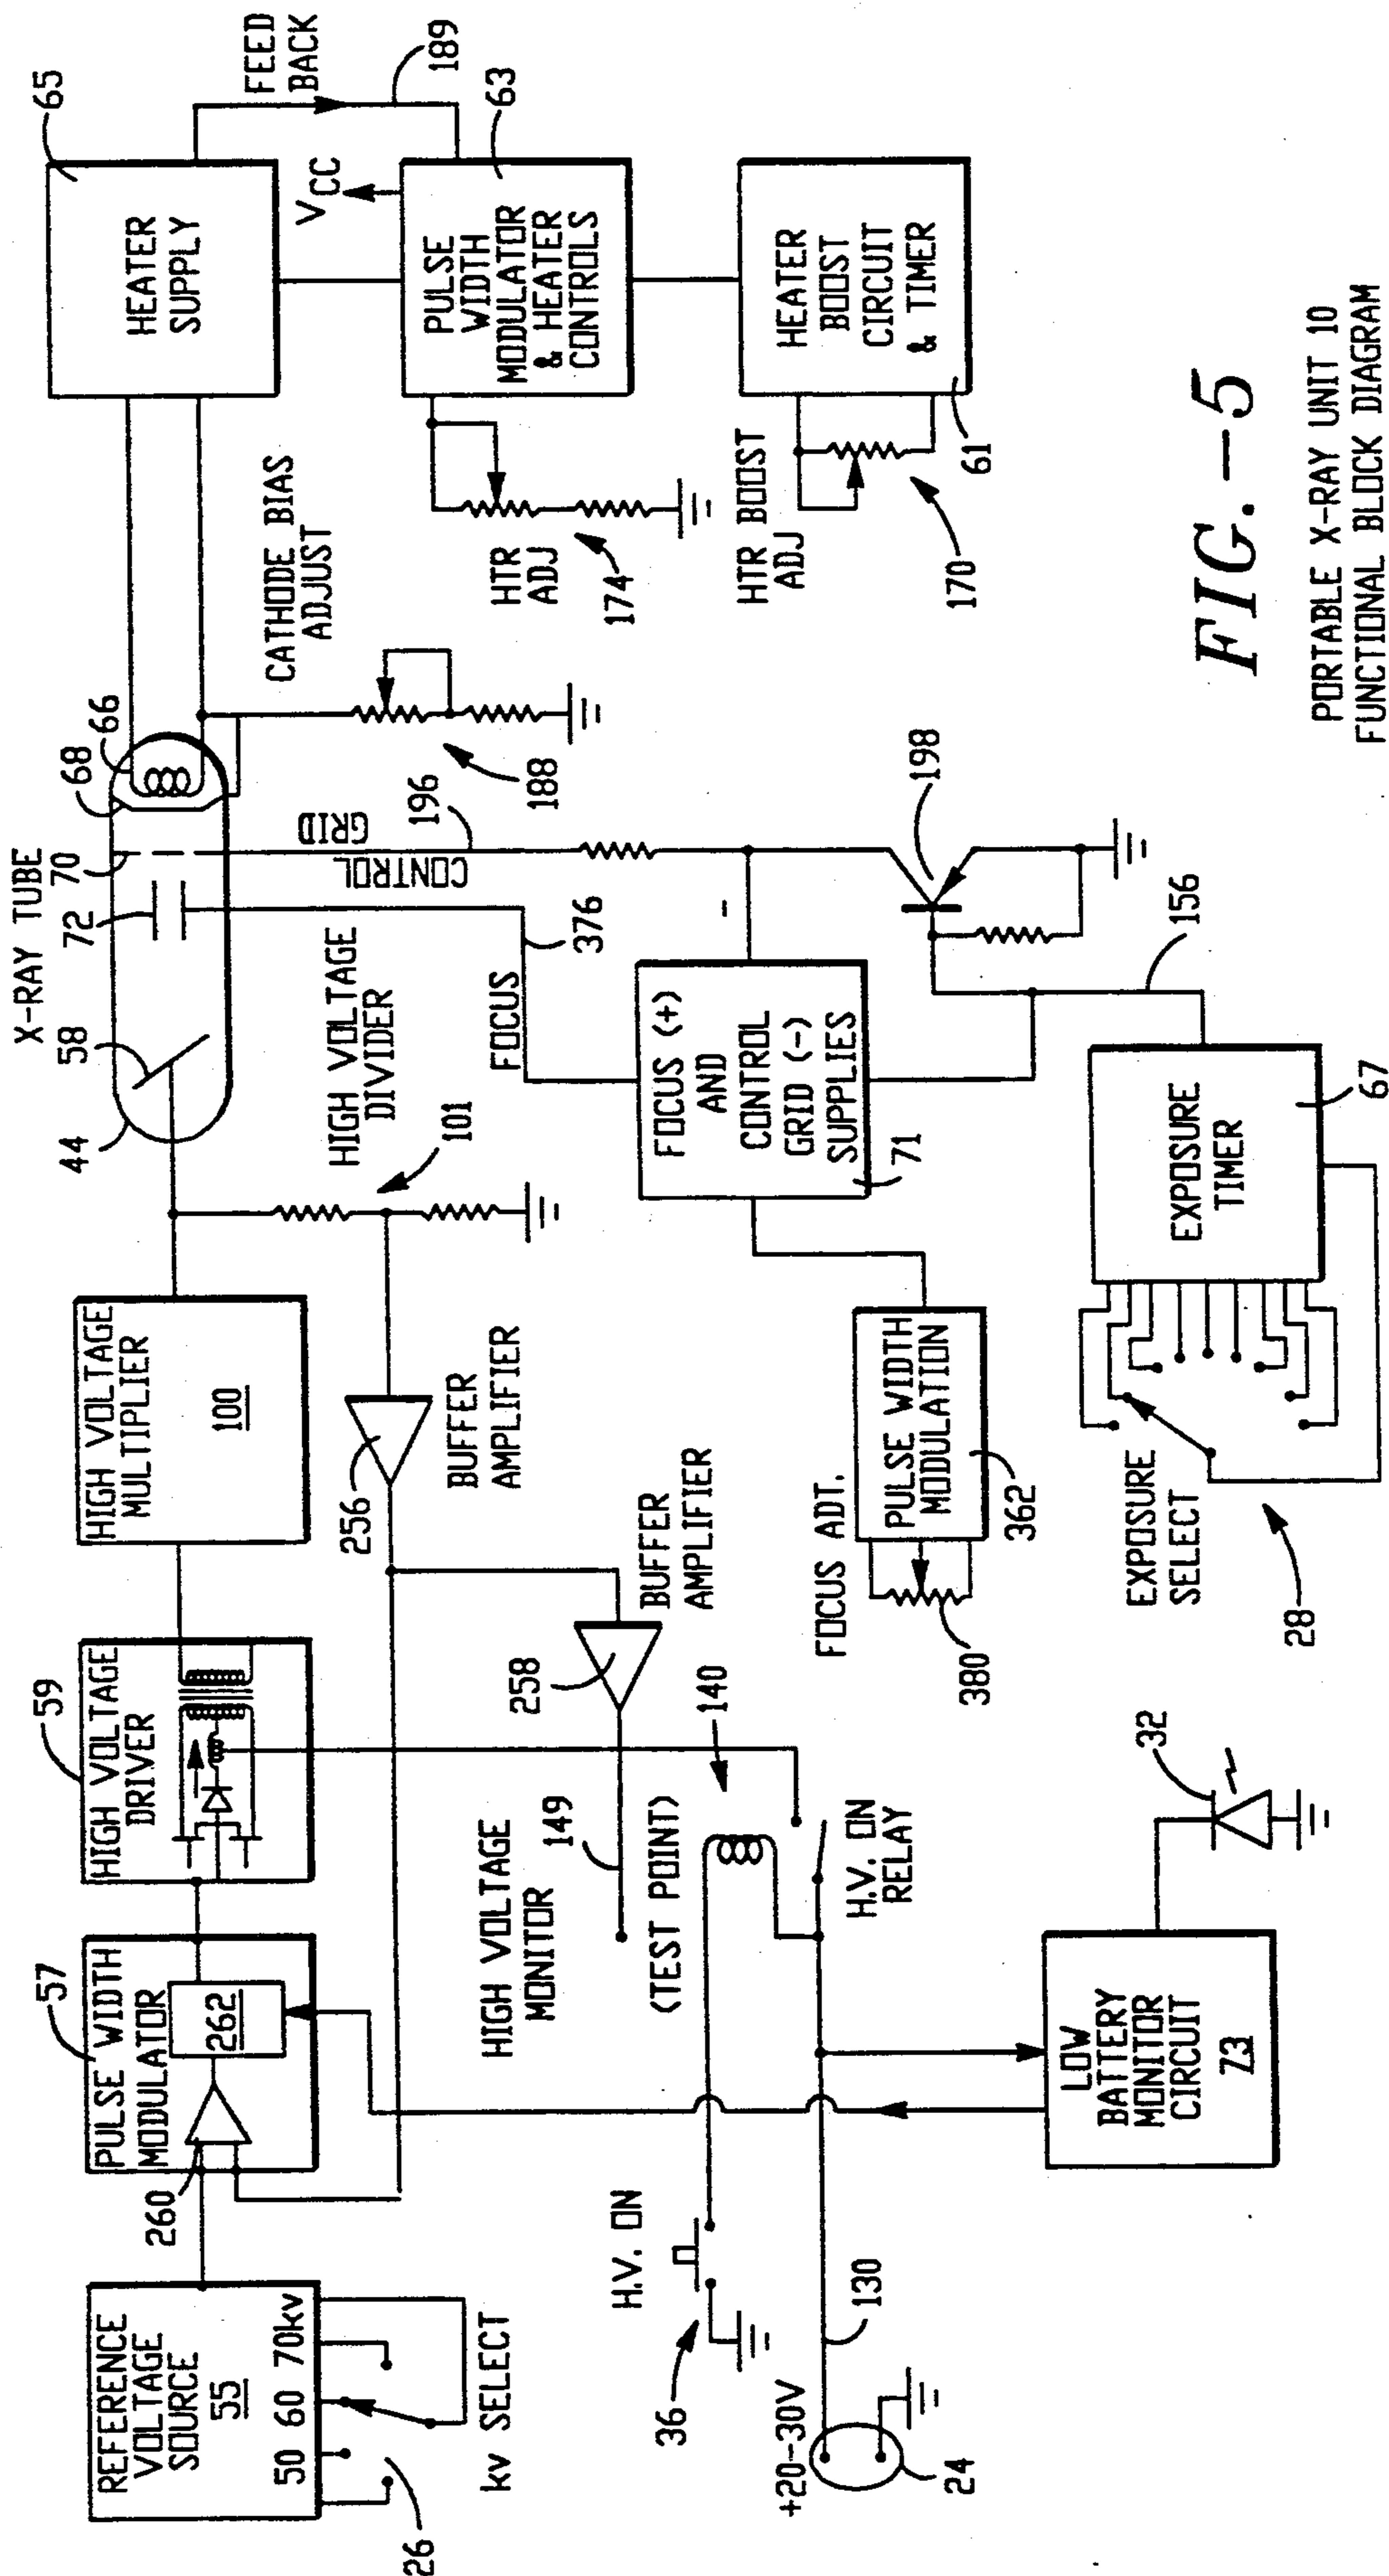 X-RAY TUBE
44
58
72
70
68
66
65
HEATER
SUPPLY
FEED
BACK
189
VCC
63
PULSE
WIDTH
MODULATOR
& HEATER
CONTROLS
HTR
ADJ
174
HEATER
BOOST
CIRCUIT
& TIMER
61
HTR BOOST
ADJ
170
CATHODE BIAS
ADJUST
188
CONTROL
GRID
196
198
156
FOCUS
376
-
HIGH VOLTAGE
DIVIDER
101
FOCUS (+)
AND
CONTROL
GRID (-)
SUPPLIES
71
EXPOSURE
TIMER
67
EXPOSURE
SELECT
28
FOCUS ADT.
PULSE WIDTH
MODULATION
362
380
HIGH VOLTAGE
MULTIPLIER
100
256
BUFFER
AMPLIFIER
258
BUFFER
AMPLIFIER
59
HIGH VOLTAGE
DRIVER
57
PULSE WIDTH
MODULATOR
262
260
HIGH VOLTAGE
MONITOR
149
(TEST POINT)
140
H.V. ON
RELAY
32
LOW
BATTERY
MONITOR
CIRCUIT
73
REFERENCE
VOLTAGE
SOURCE
55
50 60 70kv
kv SELECT
26
H.V. ON
36
130
+20-30V
24
FIG.-5
PORTABLE X-RAY UNIT 10
FUNCTIONAL BLOCK DIAGRAM